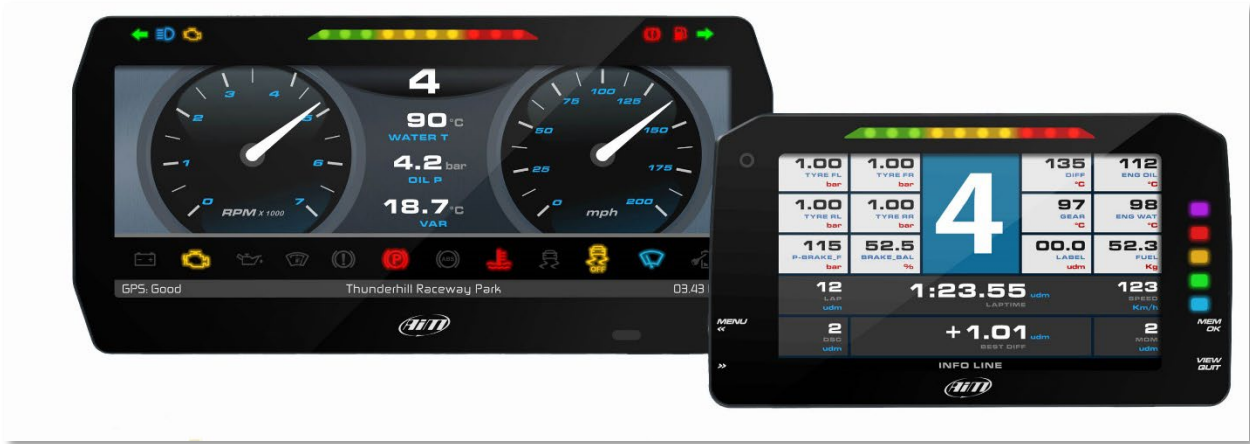 4
0
1
2
3
4
5
6
7
RPM X 1000
90 °C
WATER T
4.2 bar
OIL P
18.7 °C
VAR
0
25
50
75
100
125
150
175
200
mph
ABS
OFF
GPS: Good
Thunderhill Raceway Park
03.43
AiM
1.00
TYRE FL
bar
1.00
TYRE FR
bar
4
135
DIFF
°C
112
ENG OIL
°C
1.00
TYRE RL
bar
1.00
TYRE RR
bar
97
GEAR
°C
98
ENG WAT
°C
115
P-BRAKE_F
bar
52.5
BRAKE_BAL
%
00.0
LABEL
udm
52.3
FUEL
Kg
12
LAP
udm
1:23.55 udm
LAPTIME
123
SPEED
Km/h
2
udm
+1.01 udm
BEST DIFF
2
udm
INFO LINE
AiM
MENU
<<
>>
MEM
OK
VIEW
QUIT